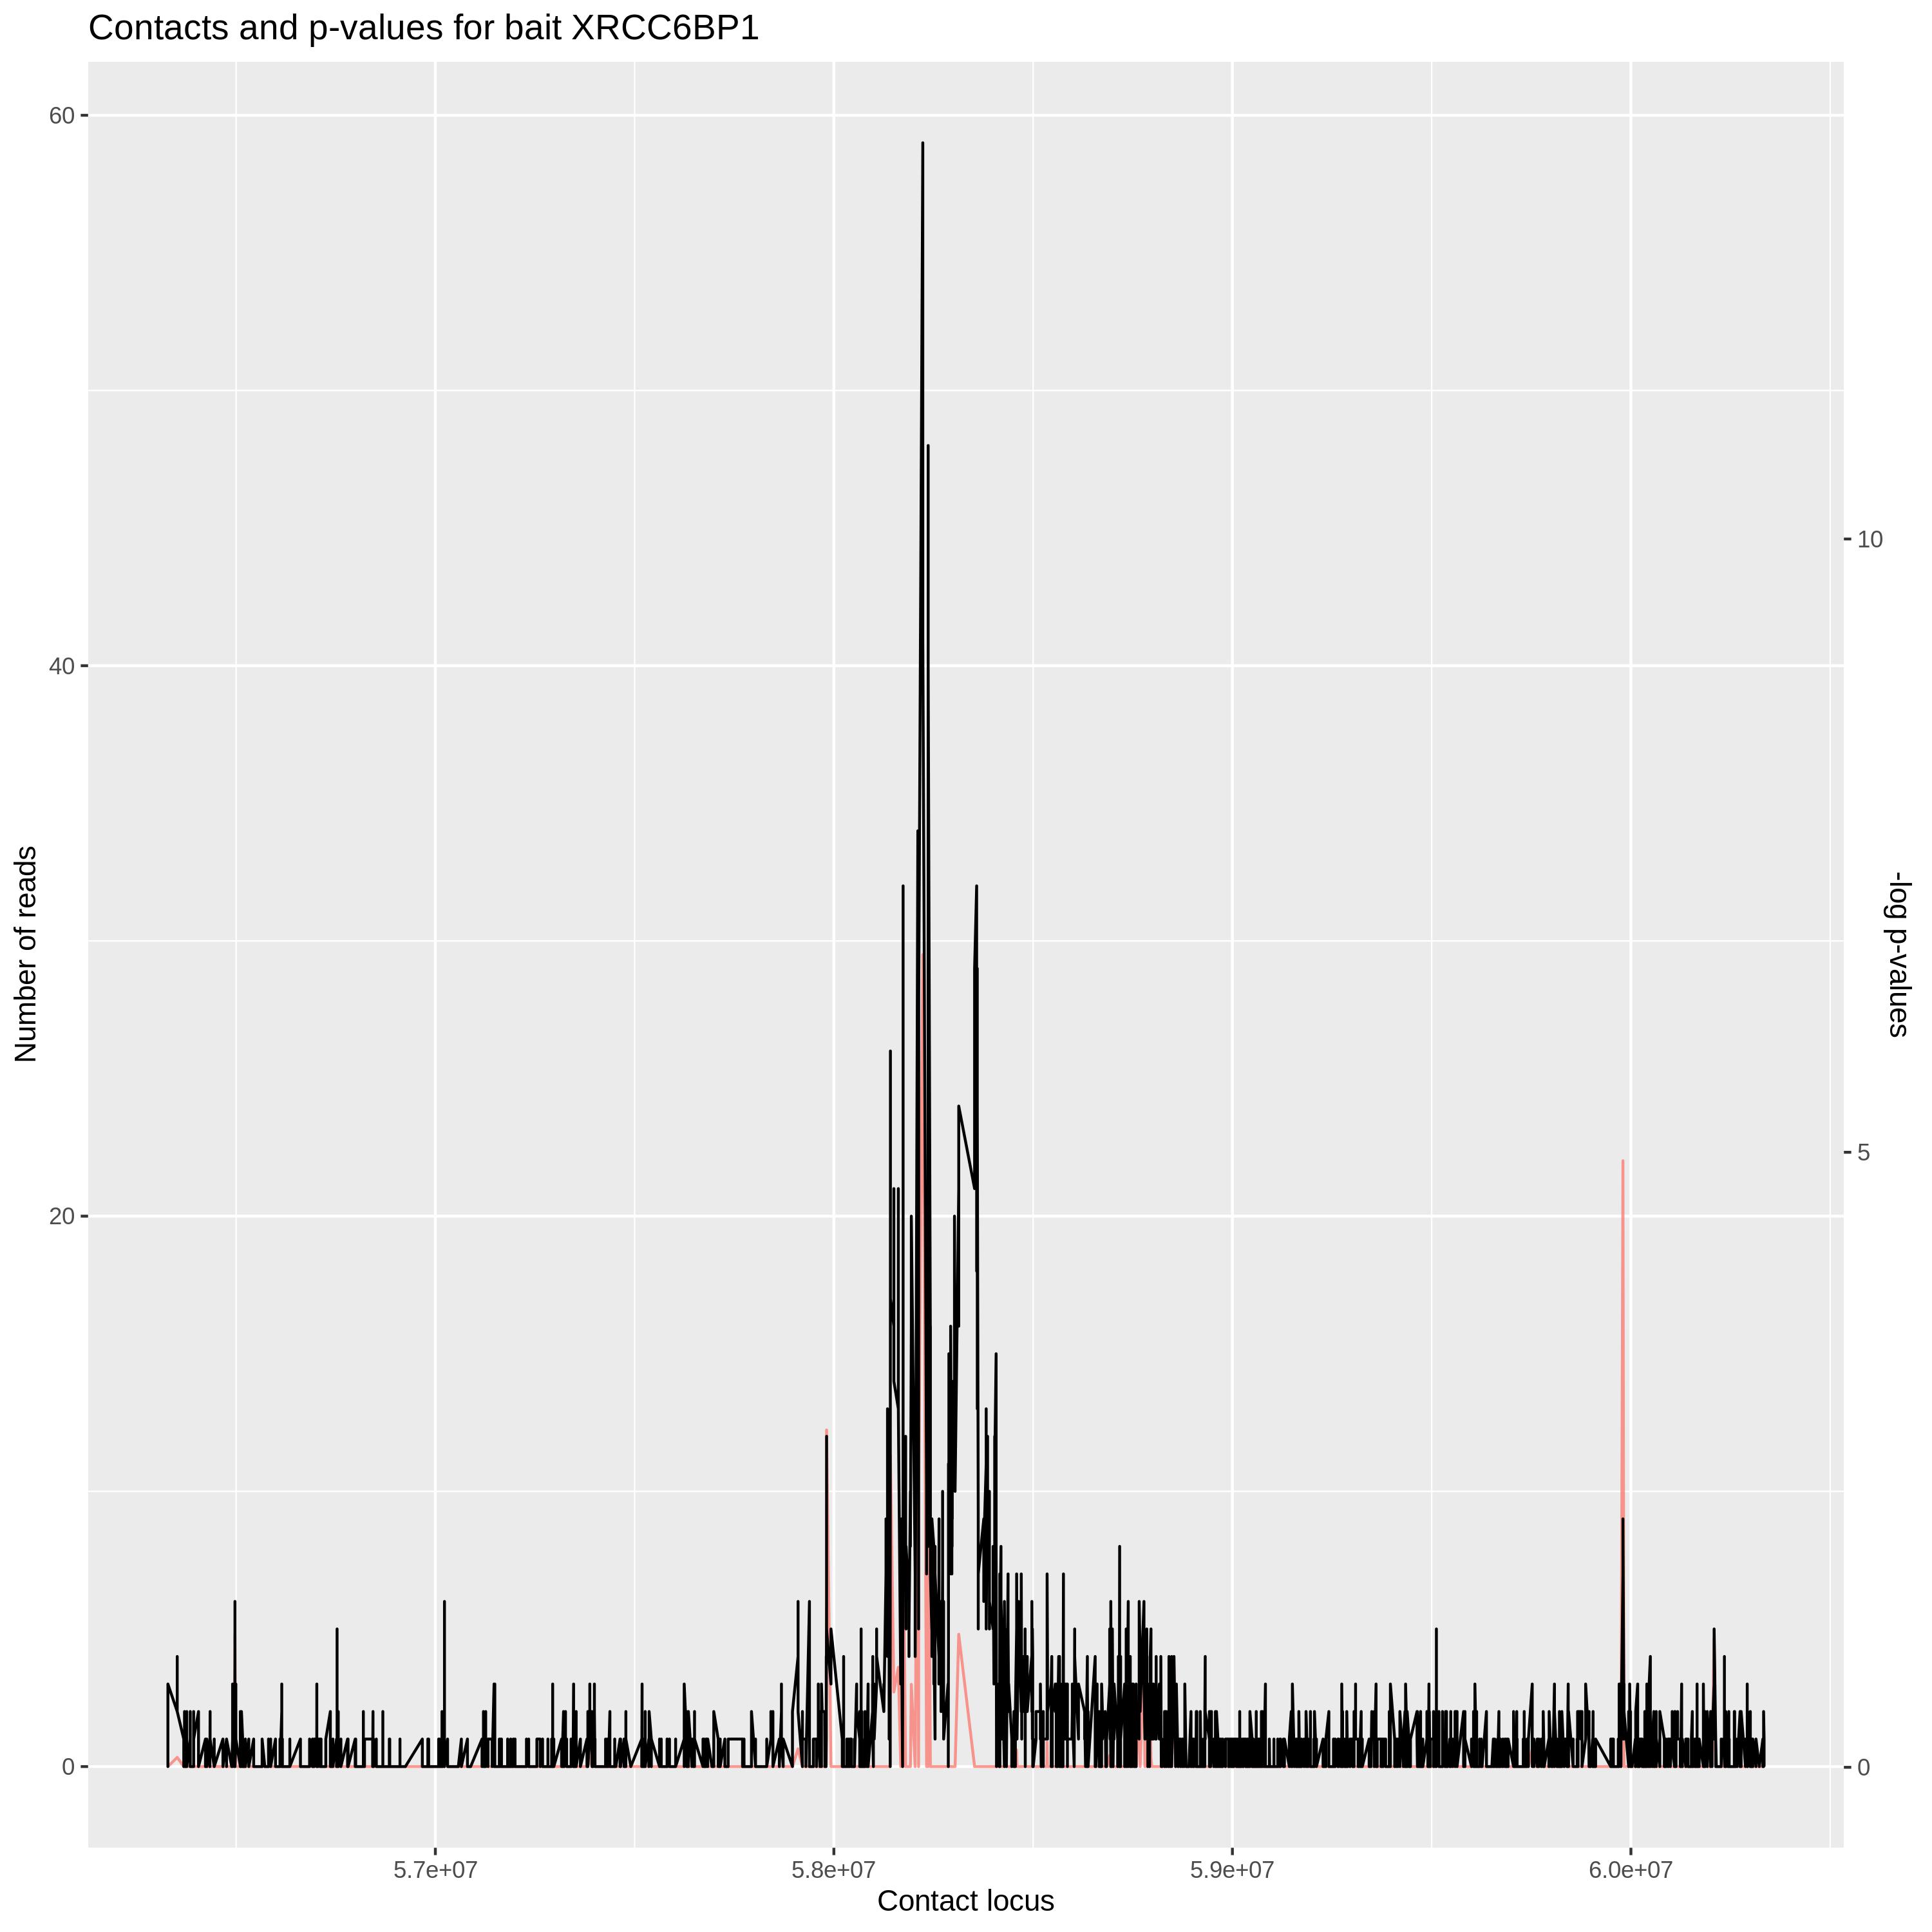 Contacts and p-values for bait XRCC6BP1
60
40
20
0
Number of reads
10
5
0
-log p-values
5.7e+07
5.8e+07
5.9e+07
6.0e+07
Contact locus